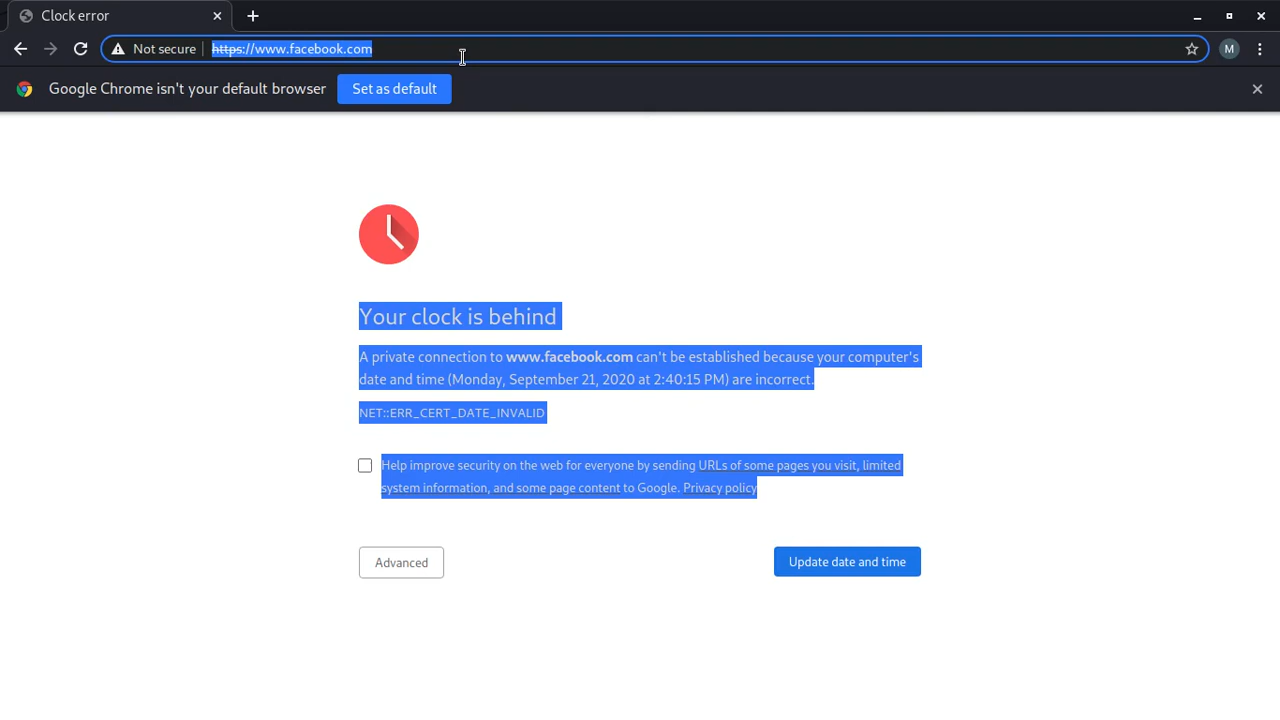 Clock error
Not secure
https://www.facebook.com
M
Google Chrome isn't your default browser
Set as default
Your clock is behind
A private connection to www.facebook.com can't be established because your computer's
date and time (Monday, September 21, 2020 at 2:40:15 PM) are incorrect.
NET::ERR_CERT_DATE_INVALID
Help improve security on the web for everyone by sending URLs of some pages you visit, limited
system information, and some page content to Google. Privacy policy
Advanced
Update date and time